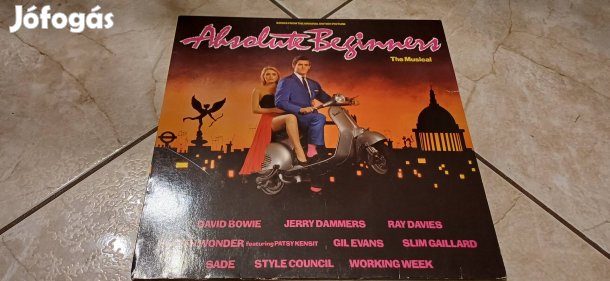 Jófogás
SONGS FROM THE ORIGINAL MOTION PICTURE
Absolute Beginners
The Musical
DAVID BOWIE JERRY DAMMERS RAY DAVIES
WONDER featuring PATSY KENSIT GIL EVANS SLIM GAILLARD
SADE STYLE COUNCIL WORKING WEEK